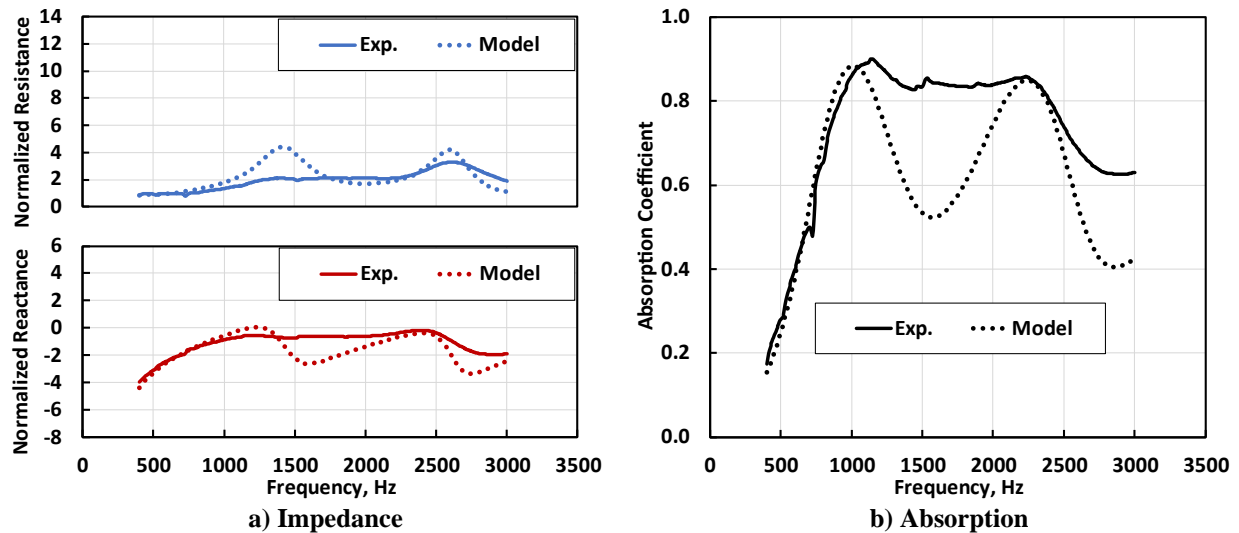 Normalized Resistance
14
12
10
8
6
4
2
0
Exp. Model
Normalized Reactance
6
4
2
0
-2
-4
-6
-8
Exp. Model
0 500 1000 1500 2000 2500 3000 3500
Frequency, Hz
a) Impedance
Absorption Coefficient
1.0
0.8
0.6
0.4
0.2
0.0
Exp. Model
0 500 1000 1500 2000 2500 3000 3500
Frequency, Hz
b) Absorption